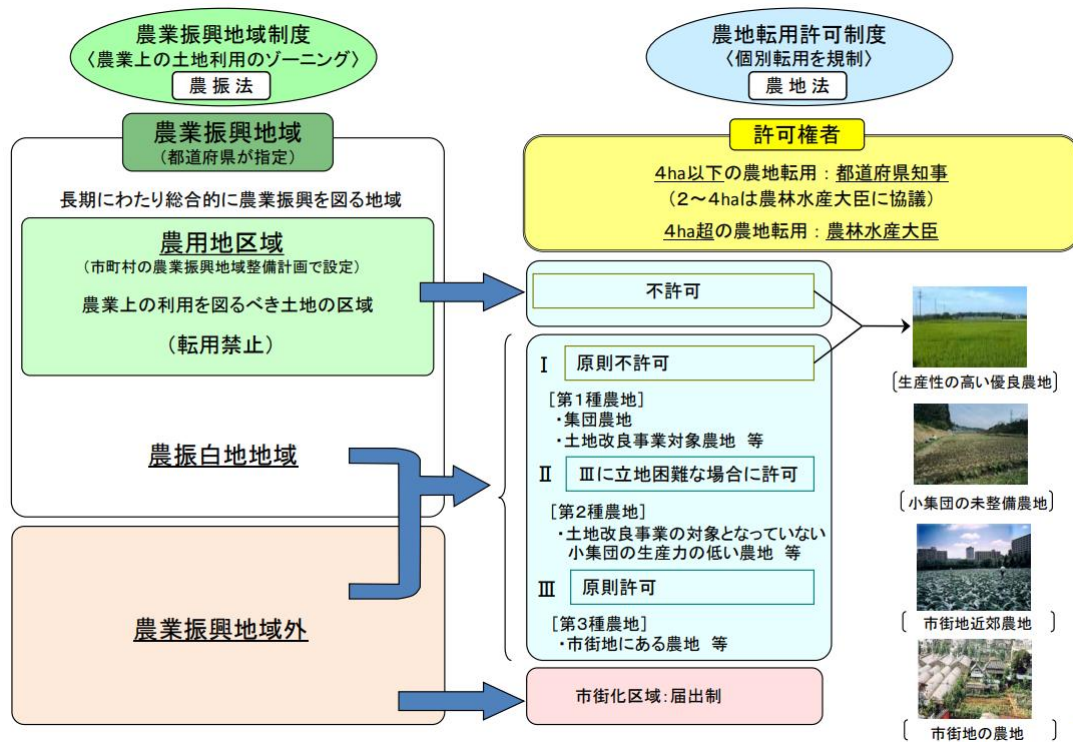 農業振興地域制度
〈農業上の土地利用のゾーニング〉
農振法
農業振興地域
(都道府県が指定)
長期にわたり総合的に農業振興を図る地域
農用地区域
(市町村の農業振興地域整備計画で設定)
農業上の利用を図るべき土地の区域
(転用禁止)
農振白地地域
農業振興地域外
農地転用許可制度
〈個別転用を規制〉
農地法
許可権者
4ha以下の農地転用：都道府県知事
(2～4haは農林水産大臣に協議)
4ha超の農地転用：農林水産大臣
不許可
Ⅰ 原則不許可
［第1種農地］
・集団農地
・土地改良事業対象農地 等
Ⅱ Ⅲに立地困難な場合に許可
［第2種農地］
・土地改良事業の対象となっていない
小集団の生産力の低い農地 等
Ⅲ 原則許可
［第3種農地］
・市街地にある農地 等
市街化区域：届出制
〔生産性の高い優良農地〕
〔小集団の未整備農地〕
〔市街地近郊農地〕
〔市街地の農地〕